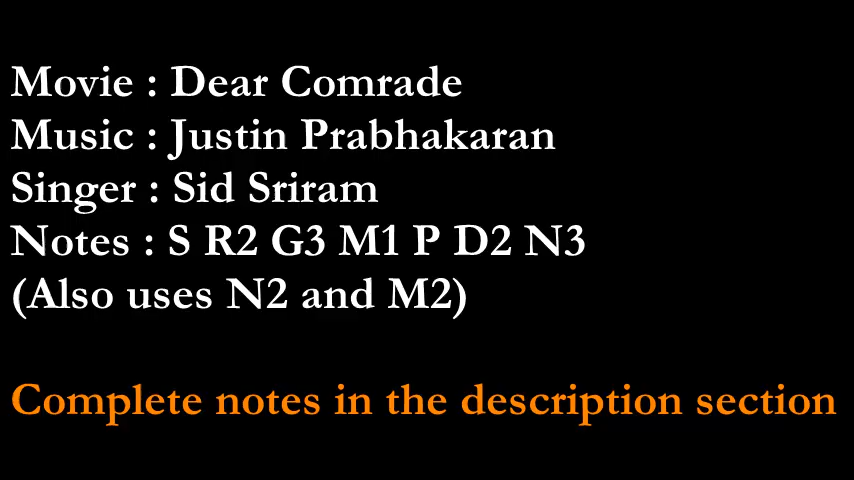 Movie : Dear Comrade
Music : Justin Prabhakaran
Singer : Sid Sriram
Notes : S R2 G3 M1 P D2 N3
(Also uses N2 and M2)
Complete notes in the description section